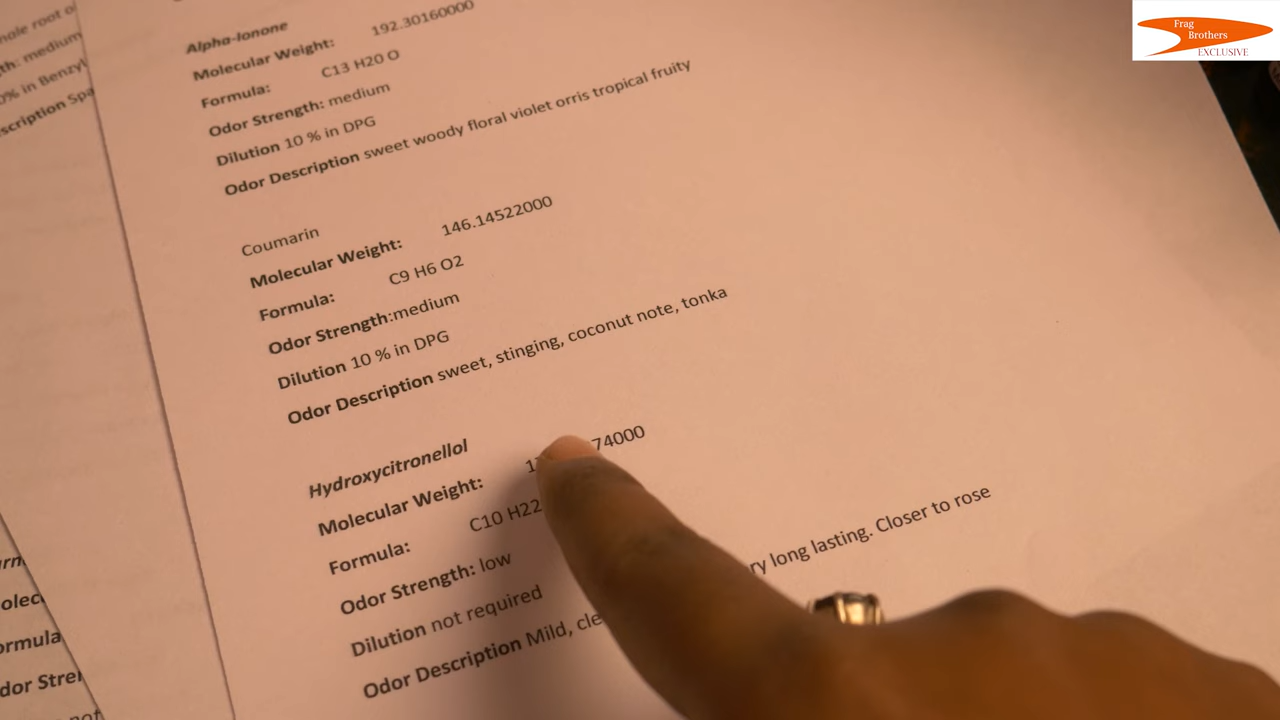 Frag
Brothers
EXCLUSIVE
medium
scription
Alpha-Ionone
Molecular Weight: 192.30160000
Formula: C13 H20 O
Odor Strength: medium
Dilution 10 % in DPG
Odor Description sweet woody floral violet orris tropical fruity
Coumarin
Molecular Weight: 146.14522000
Formula: C9 H6 O2
Odor Strength:medium
Dilution 10 % in DPG
Odor Description sweet, stinging, coconut note, tonka
Hydroxycitronellol
Molecular Weight: 74000
Formula: C10 H22
Odor Strength: low
Dilution not required
Odor Description Mild, long lasting. Closer to rose